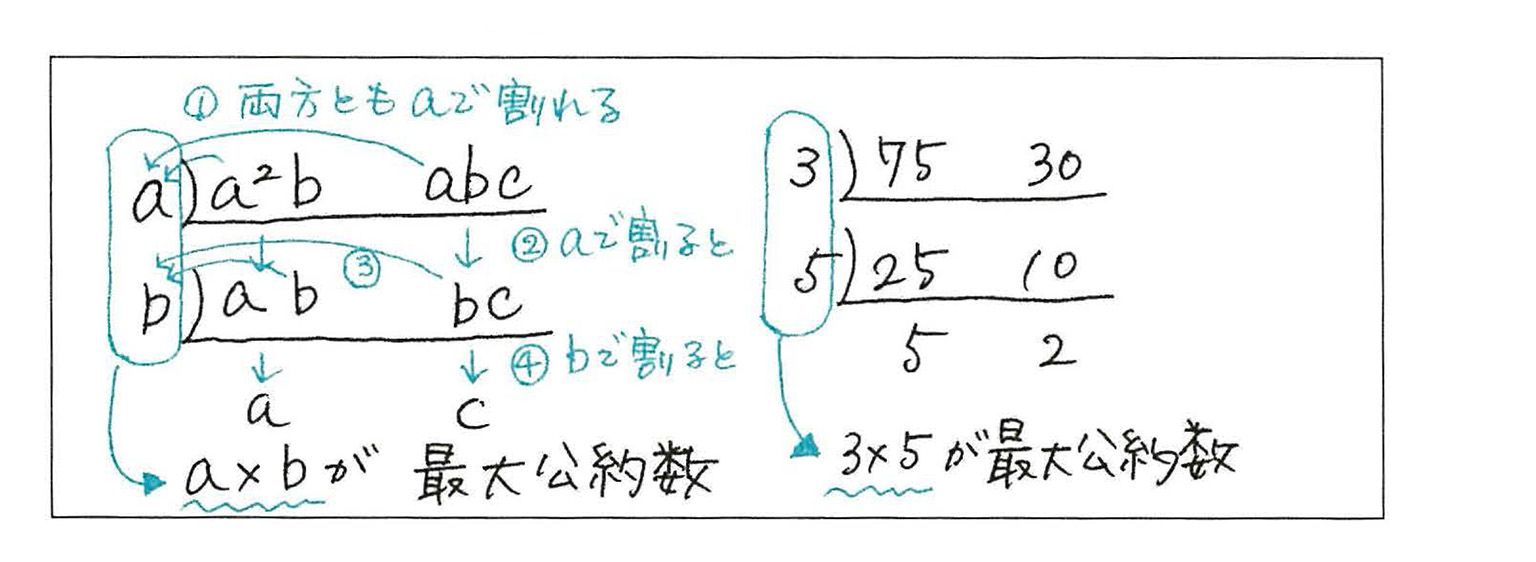 ① 両方ともaで割れる
a)a²b abc
② aで割ると
③
b)ab bc
④ bで割ると
a c
a×bが 最大公約数
3)75 30
5)25 10
5 2
3×5が最大公約数